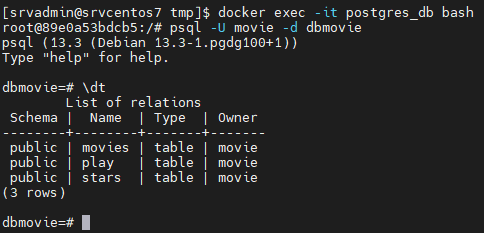 [srvadmin@srvcentos7 tmp]$ docker exec -it postgres_db bash
root@89e0a53bdcb5:/# psql -U movie -d dbmovie
psql (13.3 (Debian 13.3-1.pgdg100+1))
Type "help" for help.

dbmovie=# \dt
        List of relations
 Schema |  Name  | Type  | Owner
--------+--------+-------+-------
 public | movies | table | movie
 public | play   | table | movie
 public | stars  | table | movie
(3 rows)

dbmovie=#